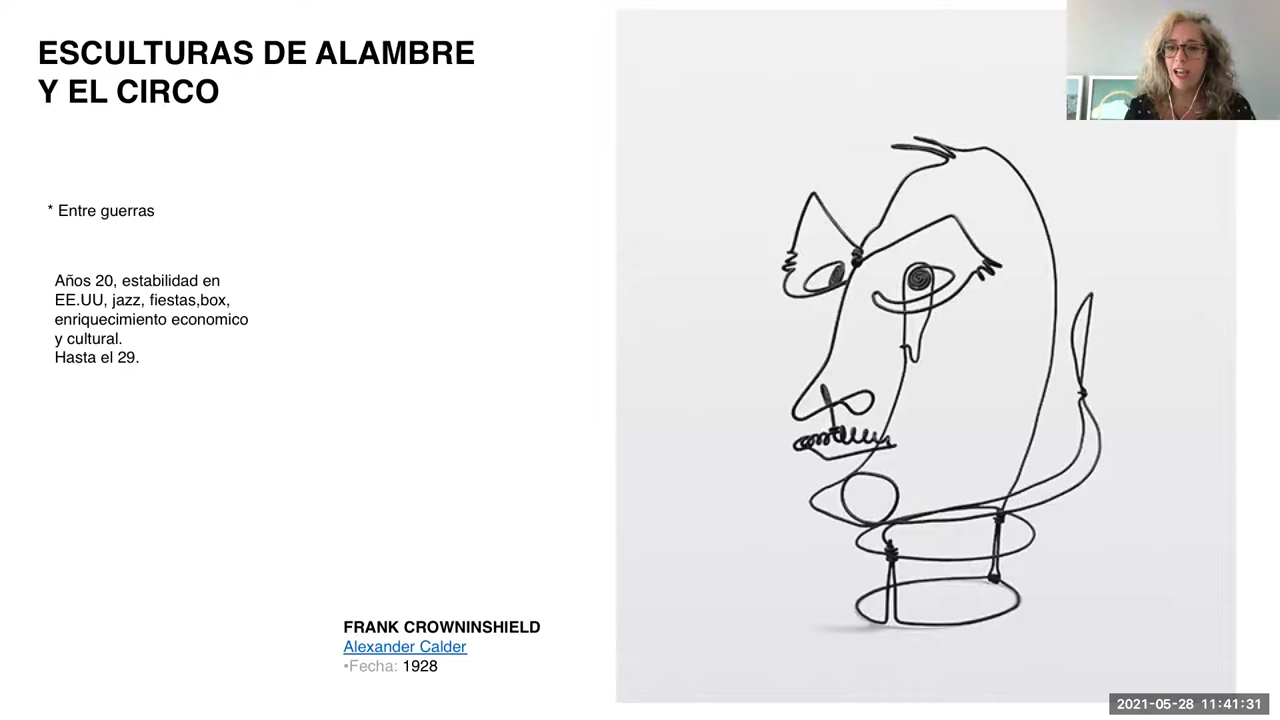 ESCULTURAS DE ALAMBRE
Y EL CIRCO
* Entre guerras
Años 20, estabilidad en
EE.UU, jazz, fiestas,box,
enriquecimiento economico
y cultural.
Hasta el 29.
FRANK CROWNINSHIELD
Alexander Calder
•Fecha: 1928
2021-05-28 11:41:31